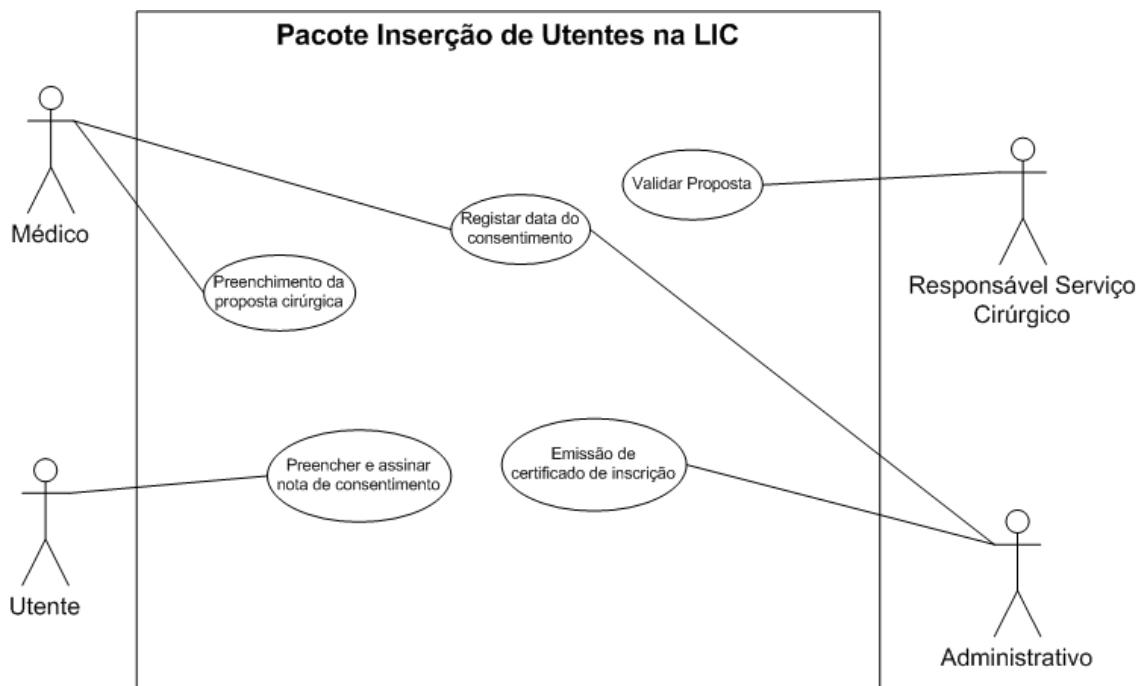 Pacote Inserção de Utentes na LIC
Médico
Validar Proposta
Registar data do
consentimento
Preenchimento da
proposta cirúrgica
Responsável Serviço
Cirúrgico
Preencher e assinar
nota de consentimento
Emissão de
certificado de inscrição
Utente
Administrativo